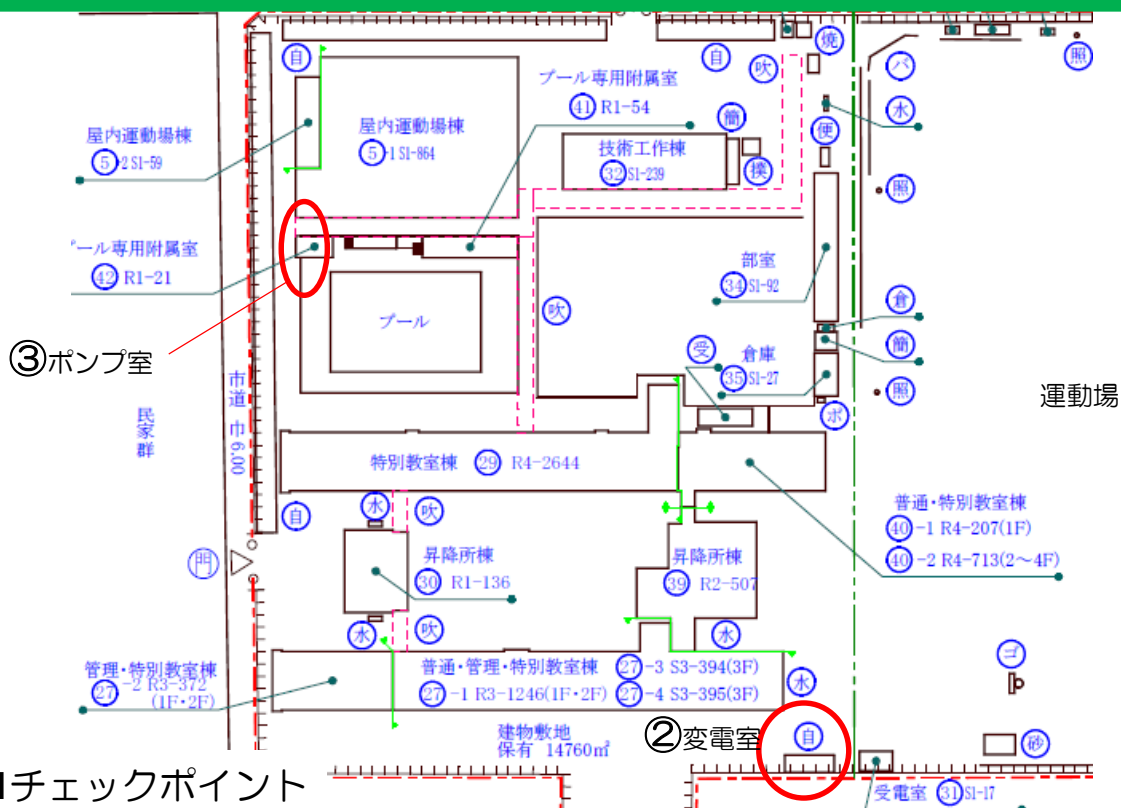 自
自
焼
吹
バ
照
プール専用附属室
㊶ R1-54
水
簡
屋内運動場棟
⑤-2 S1-59
屋内運動場棟
⑤-1 S1-864
技術工作棟
㉜ S1-239
便
撲
照
プール専用附属室
㊷ R1-21
部室
㉞ S1-92
倉
プール
吹
③ポンプ室
受
倉庫
㉟ S1-27
簡
市道 巾6.00
民家群
照
運動場
ポ
特別教室棟 ㉙ R4-2644
自
水
吹
普通・特別教室棟
㊵-1 R4-207(1F)
㊵-2 R4-713(2～4F)
門
昇降所棟
㉚ R1-136
昇降所棟
㊴ R2-507
水
吹
水
ゴ
管理・特別教室棟
㉗-2 R3-372
(1F・2F)
普通・管理・特別教室棟 ㉗-3 S3-394(3F)
㉗-1 R3-1246(1F・2F) ㉗-4 S3-395(3F)
水
建物敷地
保有 14760㎡
②変電室
自
砂
チェックポイント
受電室 ㉛ S1-17